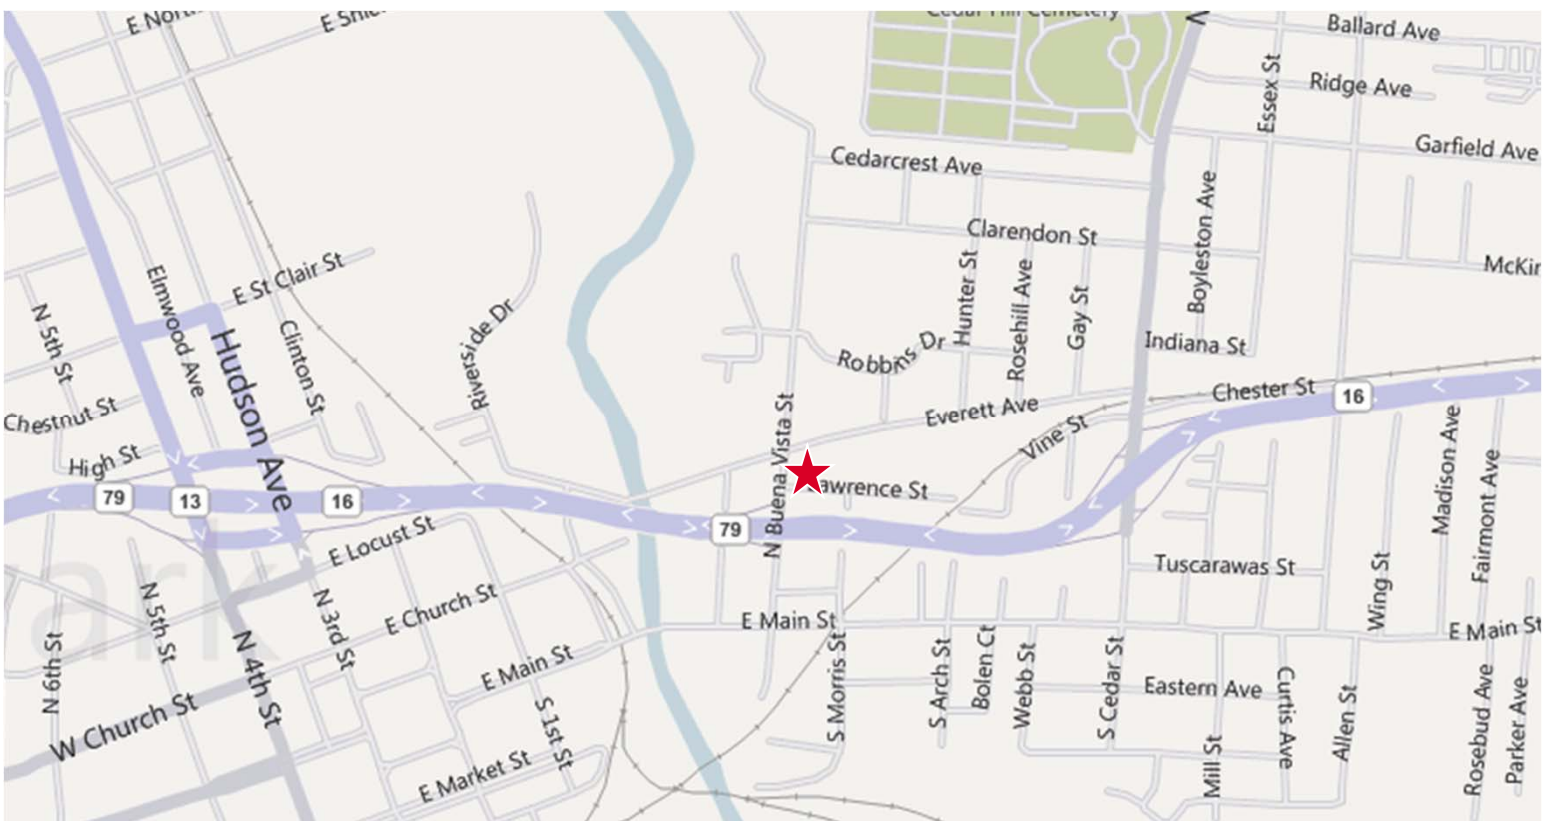 E North
E Shie
Cedar Hill Cemetery
Ballard Ave
Ridge Ave
Essex St
Garfield Ave
Cedarcrest Ave
Boyleston Ave
Clarendon St
McKin
E St Clair St
Elmwood Ave
N 5th St
Hudson Ave
Clinton St
Riverside Dr
Hunter St
Rosehill Ave
Gay St
Robbins Dr
Indiana St
Chester St
16
Everett Ave
Vine St
Chestnut St
High St
N Buena Vista St
Lawrence St
Madison Ave
Fairmont Ave
79
13
16
79
E Locust St
ark
Tuscarawas St
Wing St
N 5th St
N 3rd St
E Church St
E Main St
E Main St
N 6th St
N 4th St
E Main St
S Morris St
S Arch St
Bolen Ct
Webb St
S Cedar St
Eastern Ave
Curtis Ave
Allen St
Rosebud Ave
Parker Ave
W Church St
S 1st St
E Market St
Mill St